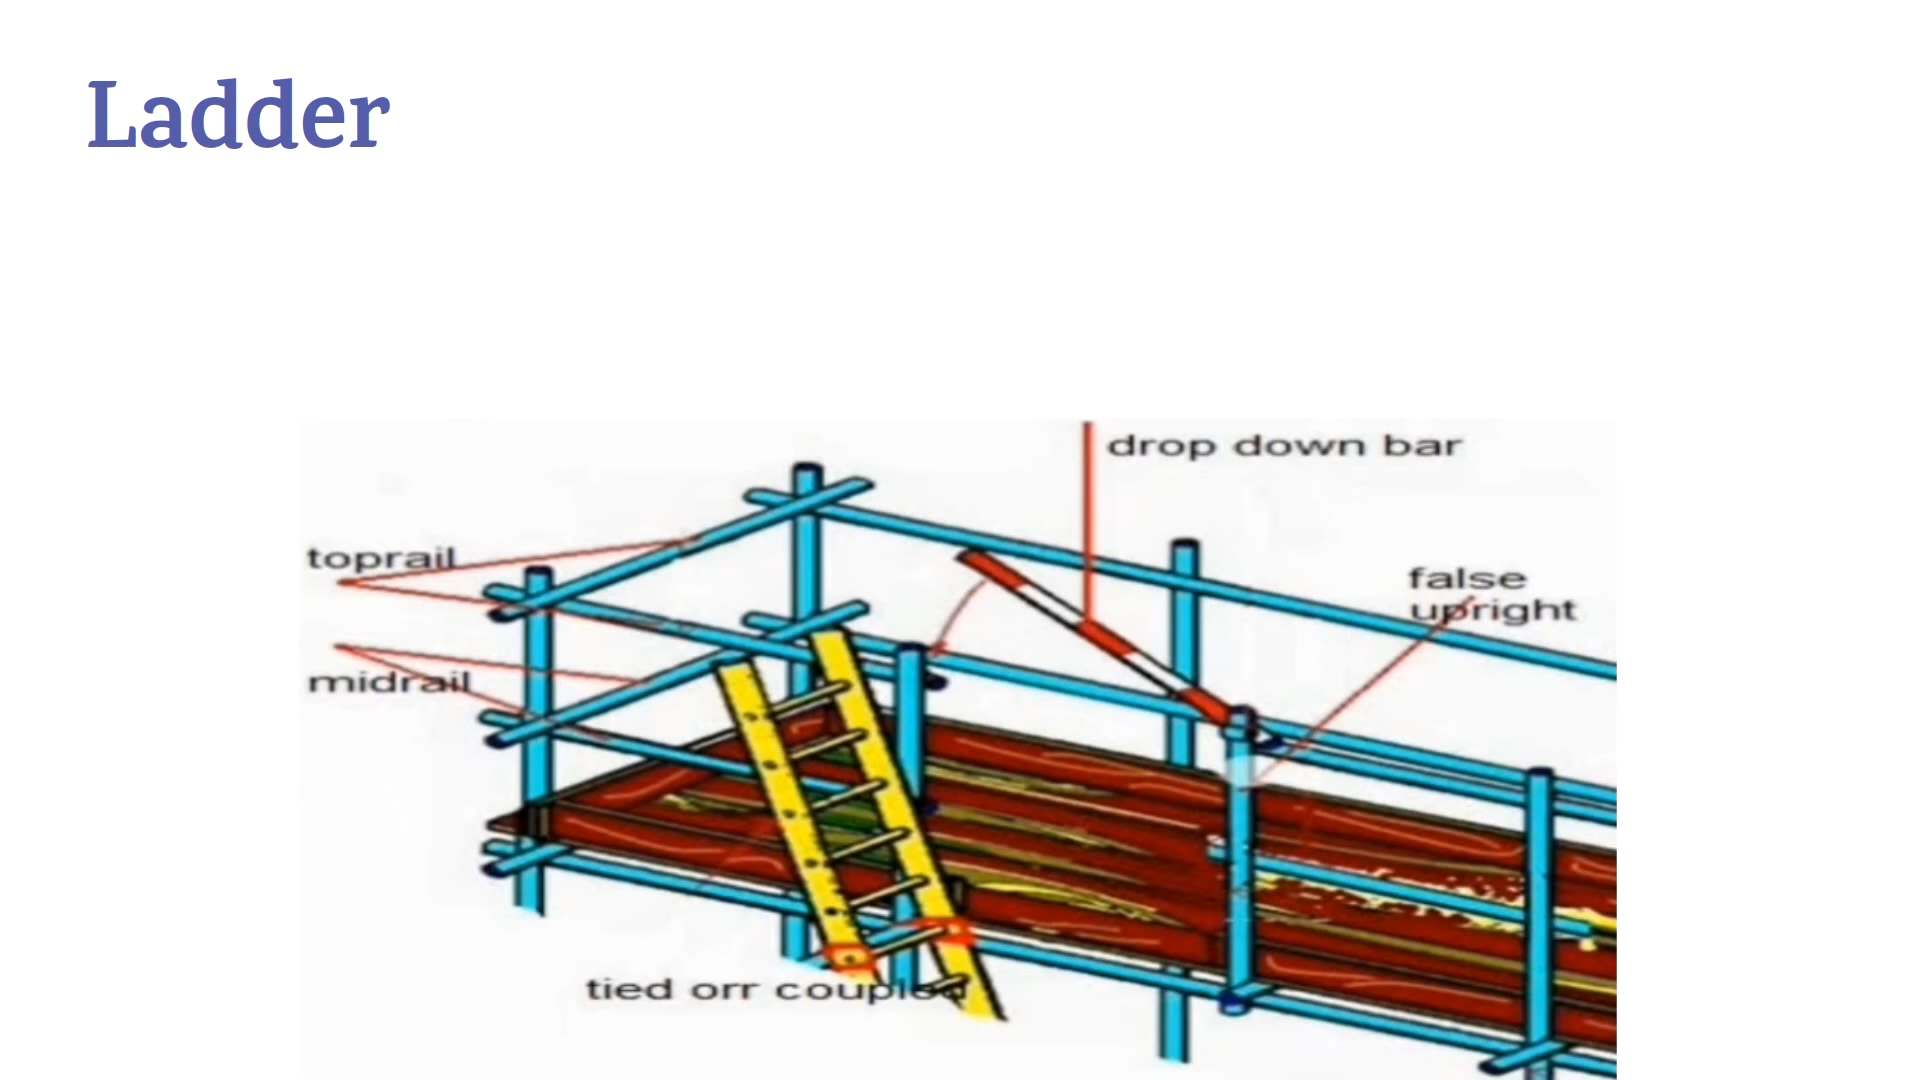 Ladder
drop down bar
toprail
false
upright
midrail
tied orr coupled